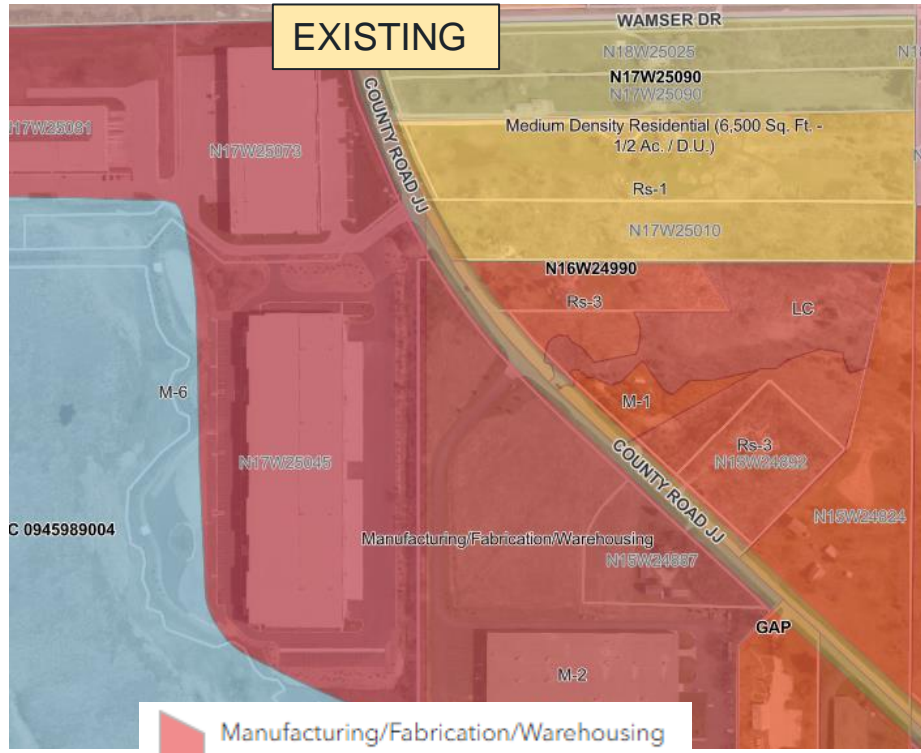 EXISTING
WAMSER DR
N18W25025
N17W25090
N17W25090
N17W25081
COUNTY ROAD JJ
Medium Density Residential (6,500 Sq. Ft. -
1/2 Ac. / D.U.)
N17W25073
Rs-1
N17W25010
N16W24990
Rs-3
LC
M-6
M-1
Rs-3
N15W24892
N17W25045
COUNTY ROAD JJ
N15W24824
C 0945989004
Manufacturing/Fabrication/Warehousing
N15W24867
GAP
M-2
Manufacturing/Fabrication/Warehousing